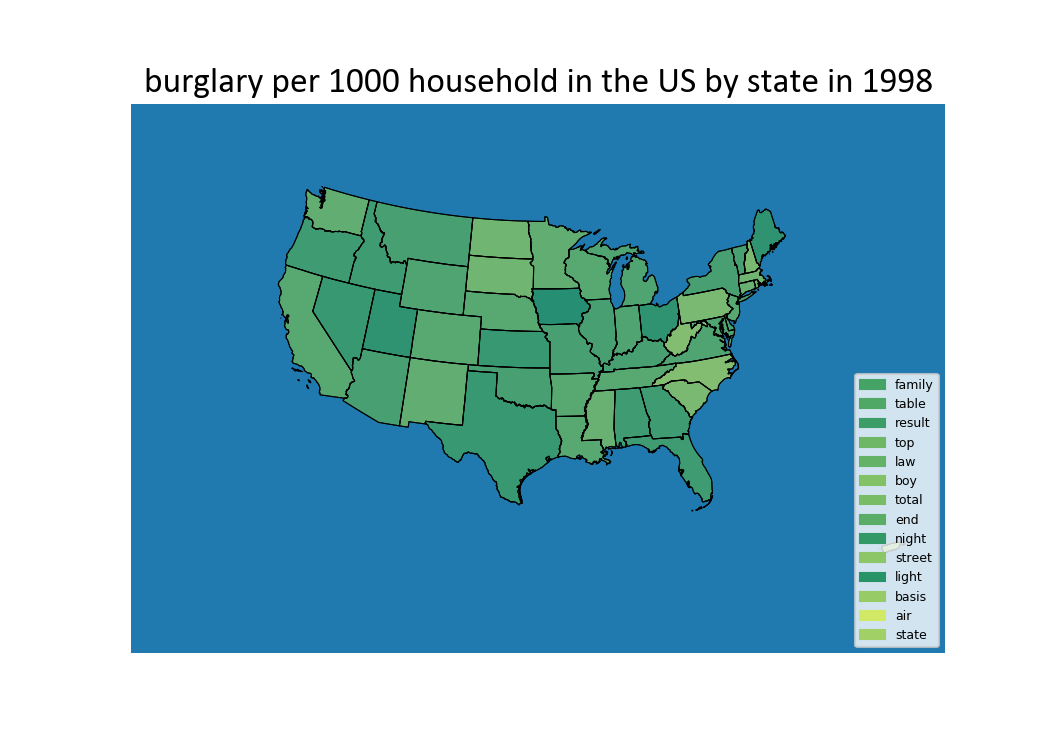 burglary per 1000 household in the US by state in 1998
family
table
result
top
law
boy
total
end
night
street
light
basis
air
state